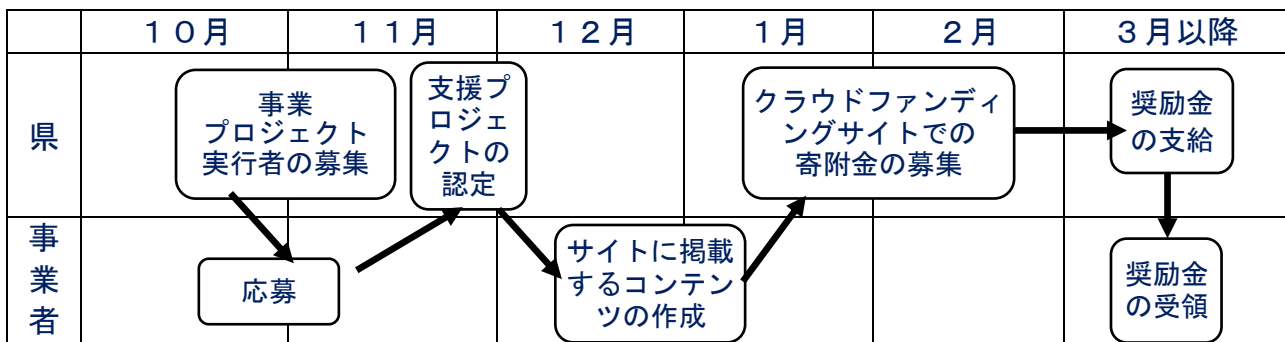 １０月
１１月
１２月
１月
２月
３月以降
県
事業
プロジェクト
実行者の募集
支援プ
ロジェ
クトの
認定
クラウドファンディ
ングサイトでの
寄附金の募集
奨励金
の支給
事
業
者
応募
サイトに掲載
するコンテン
ツの作成
奨励金
の受領